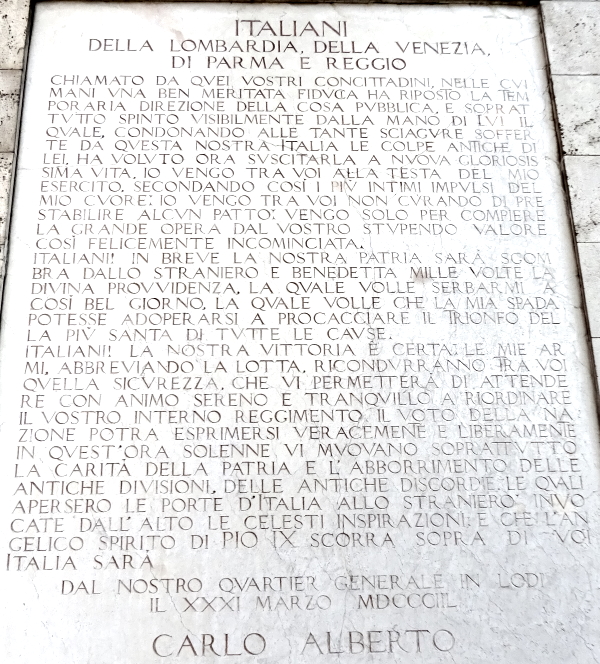 ITALIANI
DELLA LOMBARDIA, DELLA VENEZIA,
DI PARMA E REGGIO
CHIAMATO DA QVEI VOSTRI CONCITTADINI, NELLE CVI
MANI VNA BEN MERITATA FIDVCIA HA RIPOSTO LA TEM
PORARIA DIREZIONE DELLA COSA PVBBLICA, E SOPRAT
TVTTO SPINTO VISIBILMENTE DALLA MANO DI LVI IL
QVALE, CONDONANDO ALLE TANTE SCIAGVRE SOFFER
TE DA QVESTA NOSTRA ITALIA LE COLPE ANTICHE DI
LEI, HA VOLVTO ORA SVSCITARLA A NVOVA GLORIOSIS
SIMA VITA, IO VENGO TRA VOI ALLA TESTA DEL MIO
ESERCITO, SECONDANDO COSÌ I PIV INTIMI IMPVLSI DEL
MIO CVORE: IO VENGO TRA VOI NON CVRANDO DI PRE
STABILIRE ALCVN PATTO: VENGO SOLO PER COMPIERE
LA GRANDE OPERA DAL VOSTRO STVPENDO VALORE
COSÌ FELICEMENTE INCOMINCIATA.
ITALIANI! IN BREVE LA NOSTRA PATRIA SARÀ SGOM
BRA DALLO STRANIERO E BENEDETTA MILLE VOLTE LA
DIVINA PROVVIDENZA, LA QVALE VOLLE SERBARMI A
COSÌ BEL GIORNO, LA QVALE VOLLE CHE LA MIA SPADA
POTESSE ADOPERARSI A PROCACCIARE IL TRIONFO DEL
LA PIÙ SANTA DI TVTTE LE CAVSE.
ITALIANI! LA NOSTRA VITTORIA È CERTA: LE MIE AR
MI, ABBREVIANDO LA LOTTA, RICONDVRRANNO TRA VOI
QVELLA SICVREZZA, CHE VI PERMETTERÀ DI ATTENDE
RE CON ANIMO SERENO E TRANQVILLO A RIORDINARE
IL VOSTRO INTERNO REGGIMENTO, IL VOTO DELLA NA
ZIONE POTRA ESPRIMERSI VERACEMENE E LIBERAMENTE
IN QVEST'ORA SOLENNE VI MVOVANO SOPRATTVTTO
LA CARITÀ DELLA PATRIA E L'ABBORRIMENTO DELLE
ANTICHE DIVISIONI, DELLE ANTICHE DISCORDIE, LE QVALI
APERSERO LE PORTE D'ITALIA ALLO STRANIERO: INVO
CATE DALL'ALTO LE CELESTI INSPIRAZIONI, E CHE L'AN
GELICO SPIRITO DI PIO IX SCORRA SOPRA DI VOI
ITALIA SARÀ
DAL NOSTRO QVARTIER GENERALE IN LODI
IL XXXI MARZO MDCCCIIL
CARLO ALBERTO